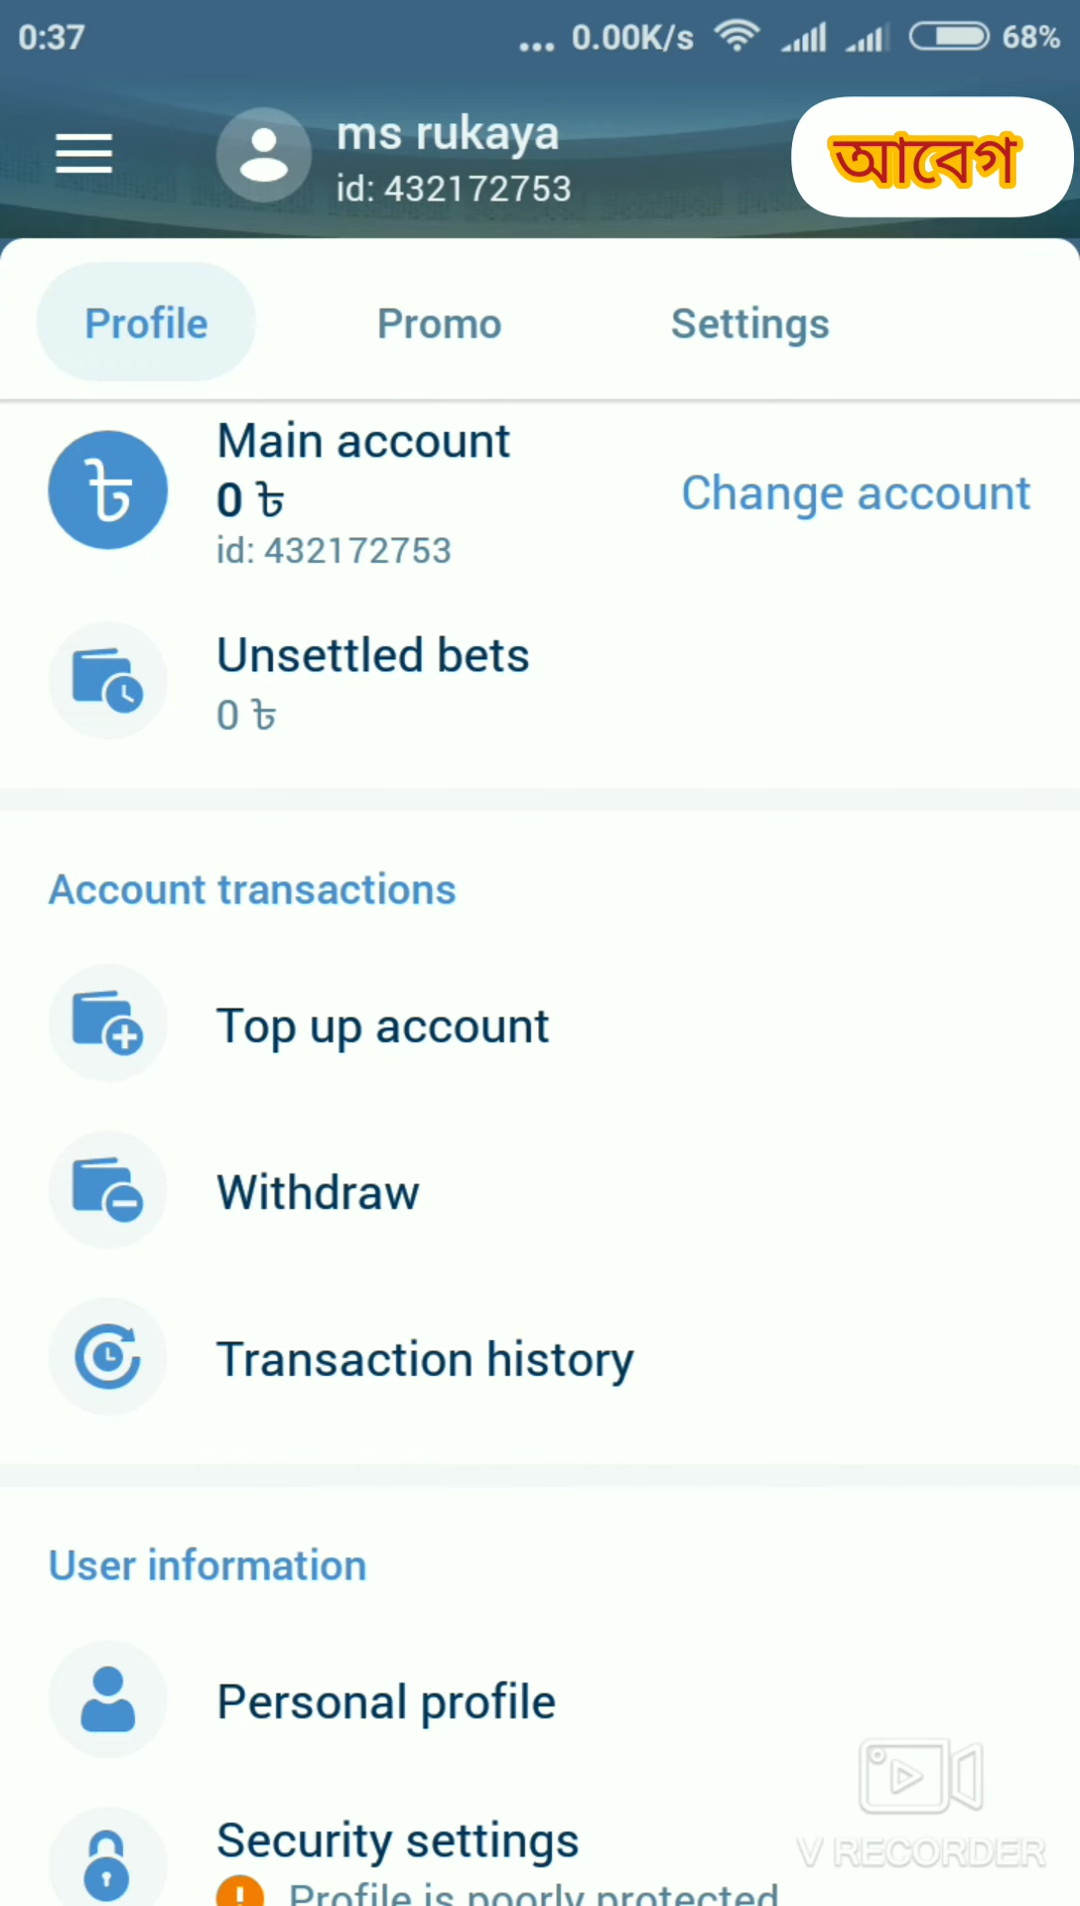 0:37 ... 0.00K/s 68%
ms rukaya
id: 432172753
আবেগ
Profile Promo Settings
Main account
0 ৳
id: 432172753
Change account
Unsettled bets
0 ৳
Account transactions
Top up account
Withdraw
Transaction history
User information
Personal profile
Security settings
Profile is poorly protected
V RECORDER